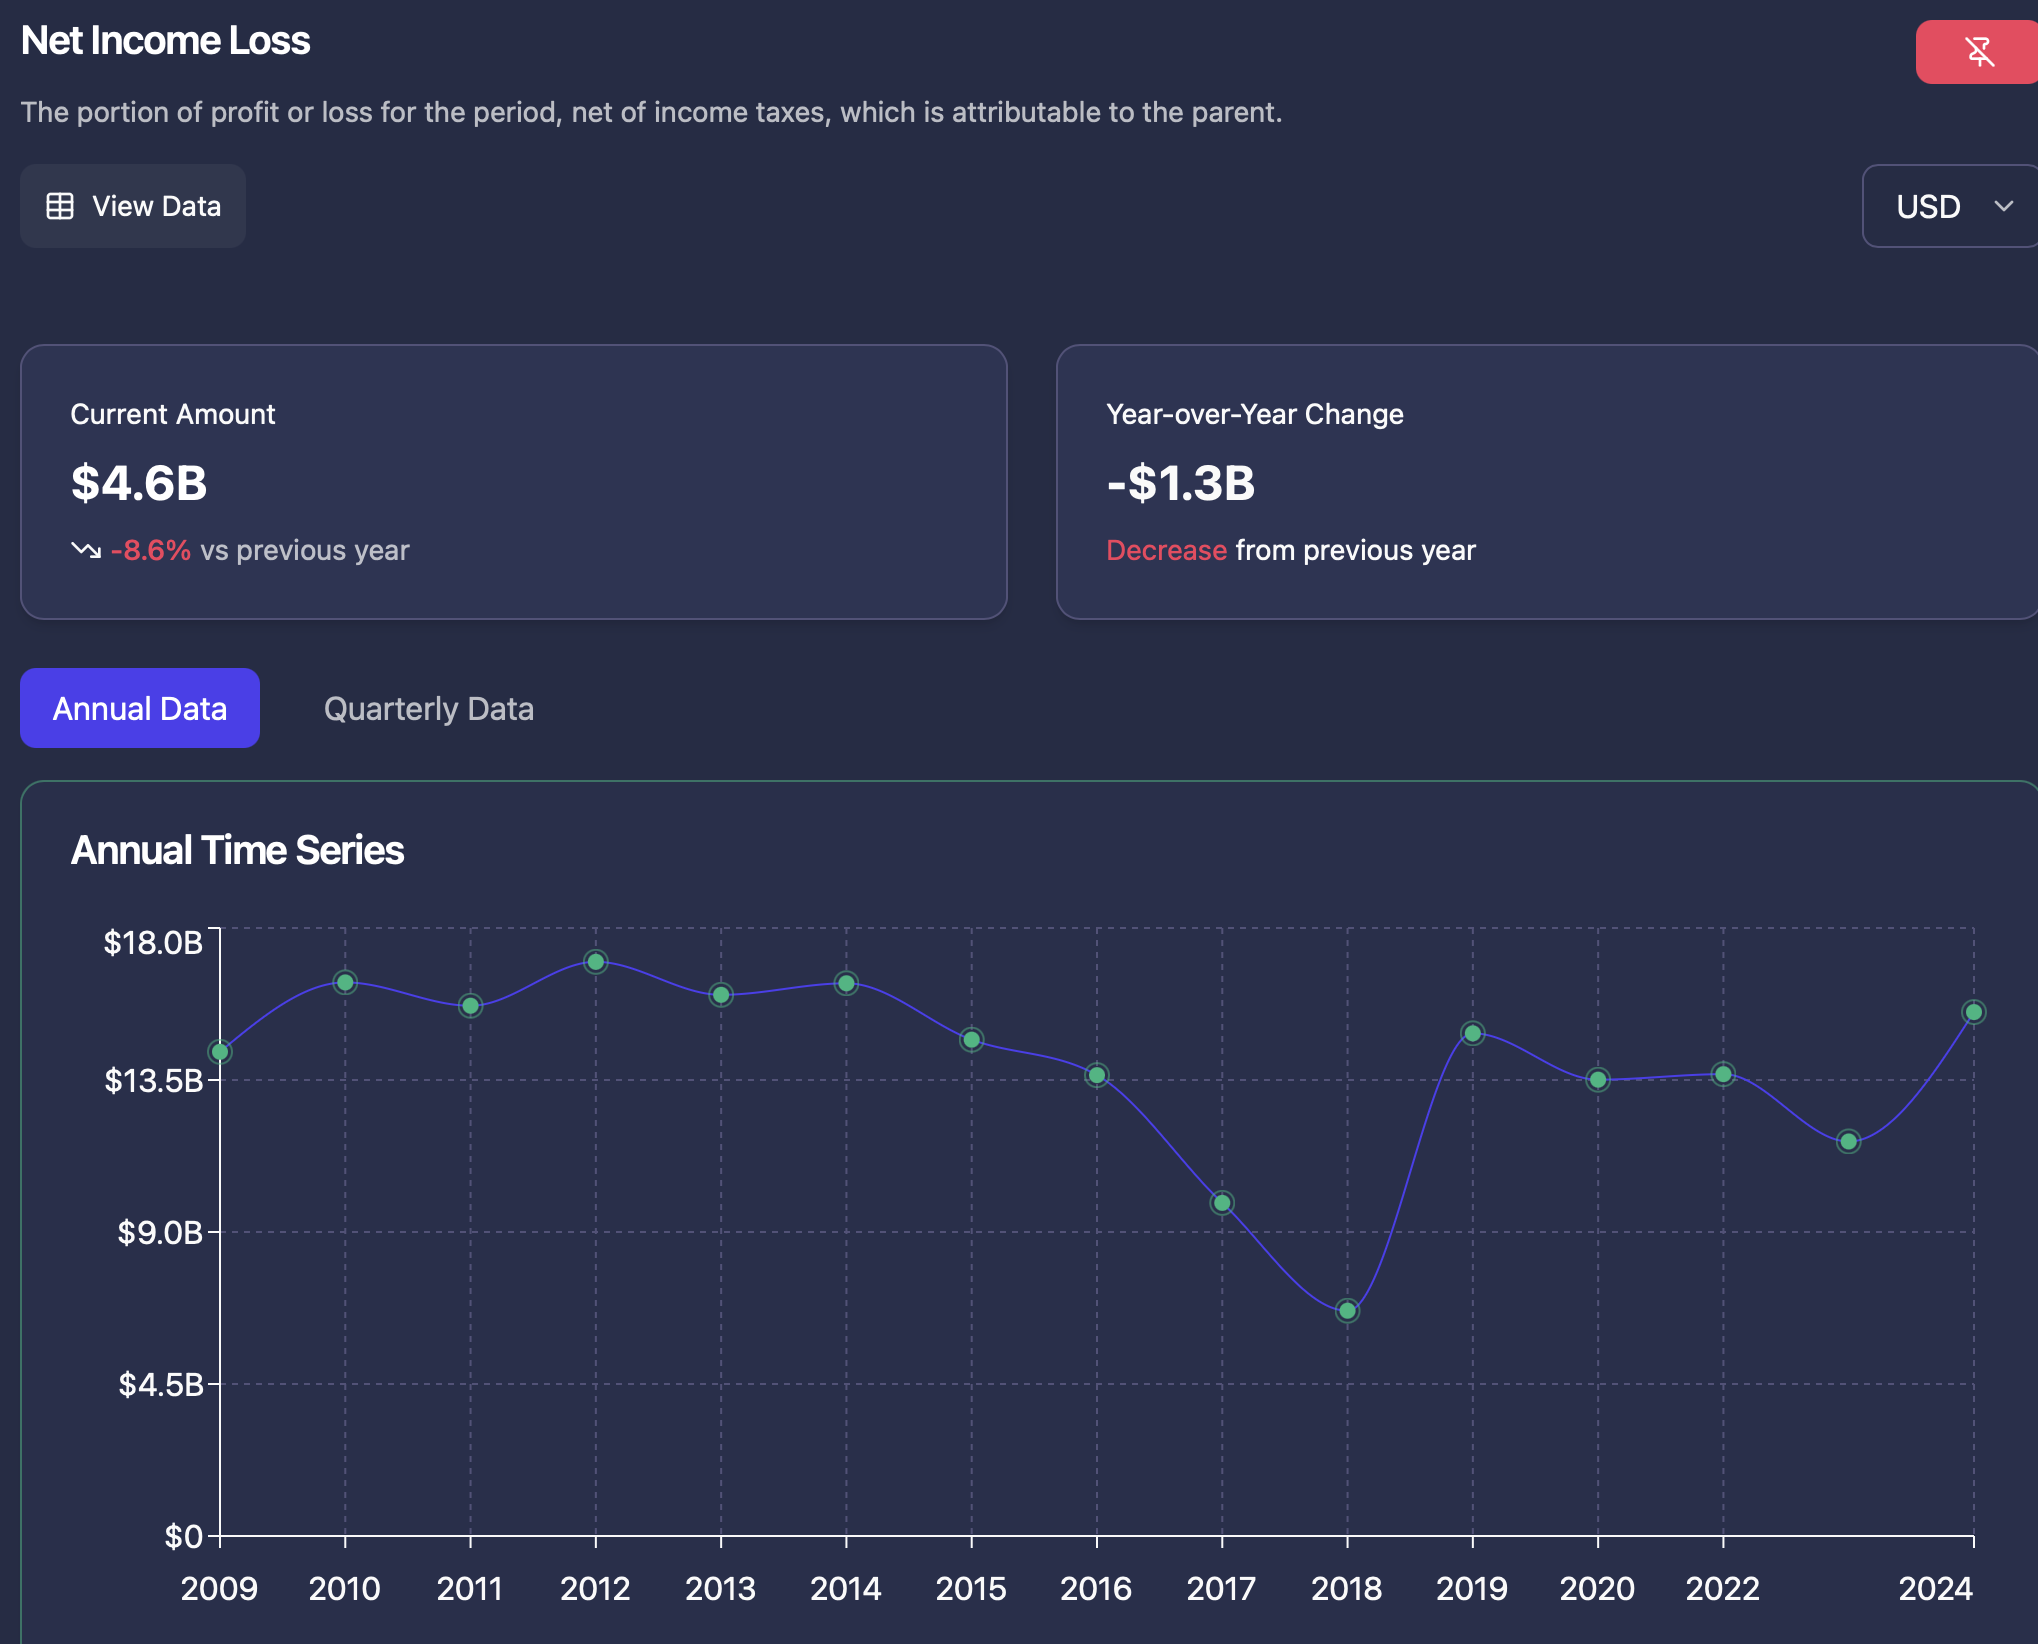 Net Income Loss
The portion of profit or loss for the period, net of income taxes, which is attributable to the parent.
View Data
USD
Current Amount
$4.6B
-8.6% vs previous year
Year-over-Year Change
-$1.3B
Decrease from previous year
Annual Data
Quarterly Data
Annual Time Series
$18.0B
$13.5B
$9.0B
$4.5B
$0
2009 2010 2011 2012 2013 2014 2015 2016 2017 2018 2019 2020 2022 2024